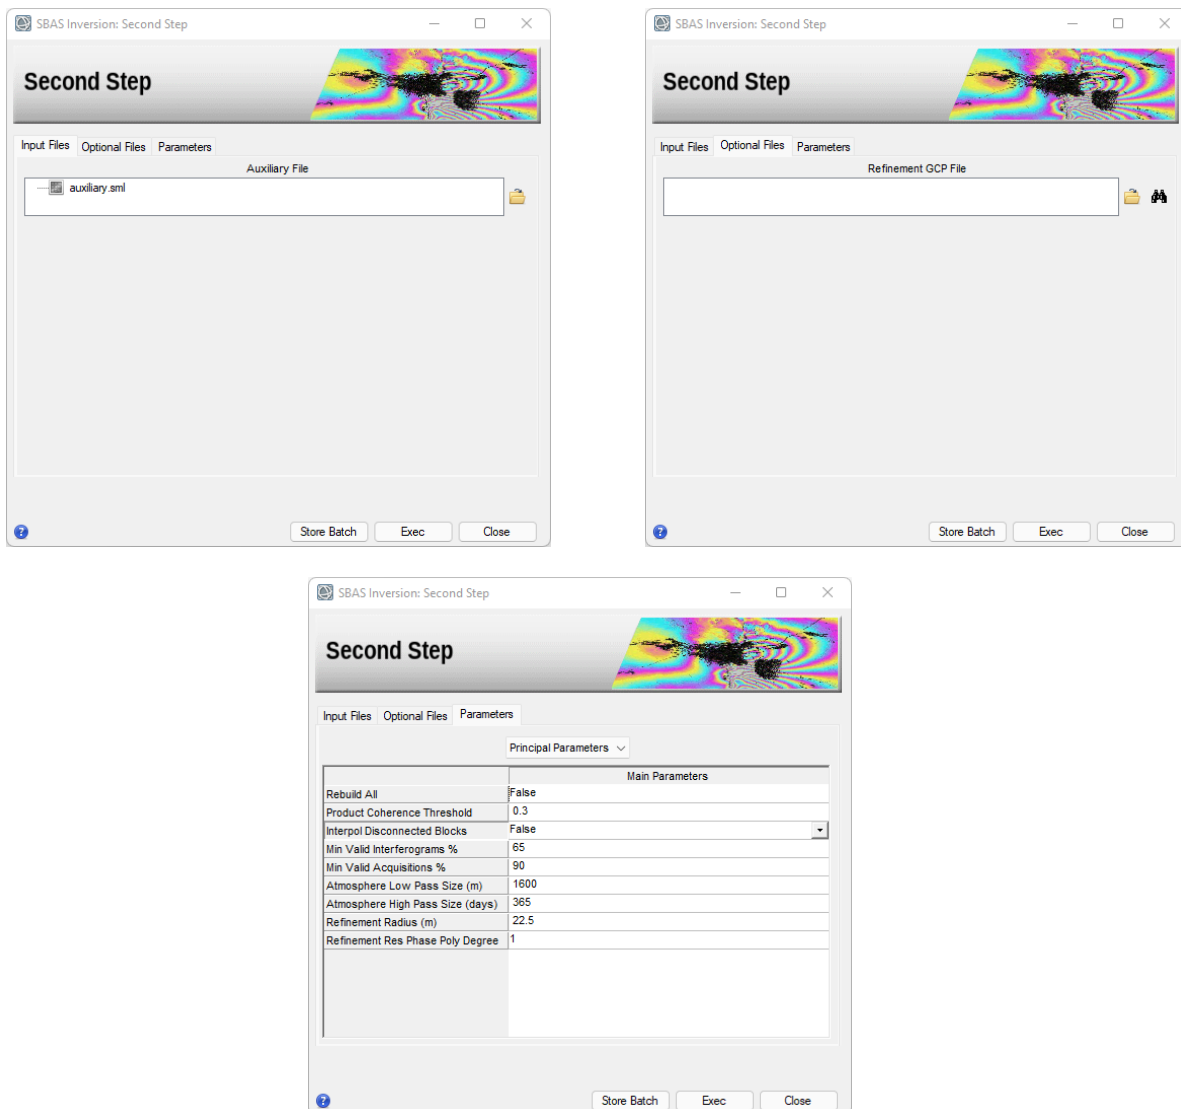 SBAS Inversion: Second Step
Second Step
Input Files Optional Files Parameters
Auxiliary File
auxiliary.sml
Store Batch Exec Close
SBAS Inversion: Second Step
Second Step
Input Files Optional Files Parameters
Refinement GCP File
Store Batch Exec Close
SBAS Inversion: Second Step
Second Step
Input Files Optional Files Parameters
Principal Parameters
Main Parameters
Rebuild All False
Product Coherence Threshold 0.3
Interpol Disconnected Blocks False
Min Valid Interferograms % 65
Min Valid Acquisitions % 90
Atmosphere Low Pass Size (m) 1600
Atmosphere High Pass Size (days) 365
Refinement Radius (m) 22.5
Refinement Res Phase Poly Degree 1
Store Batch Exec Close